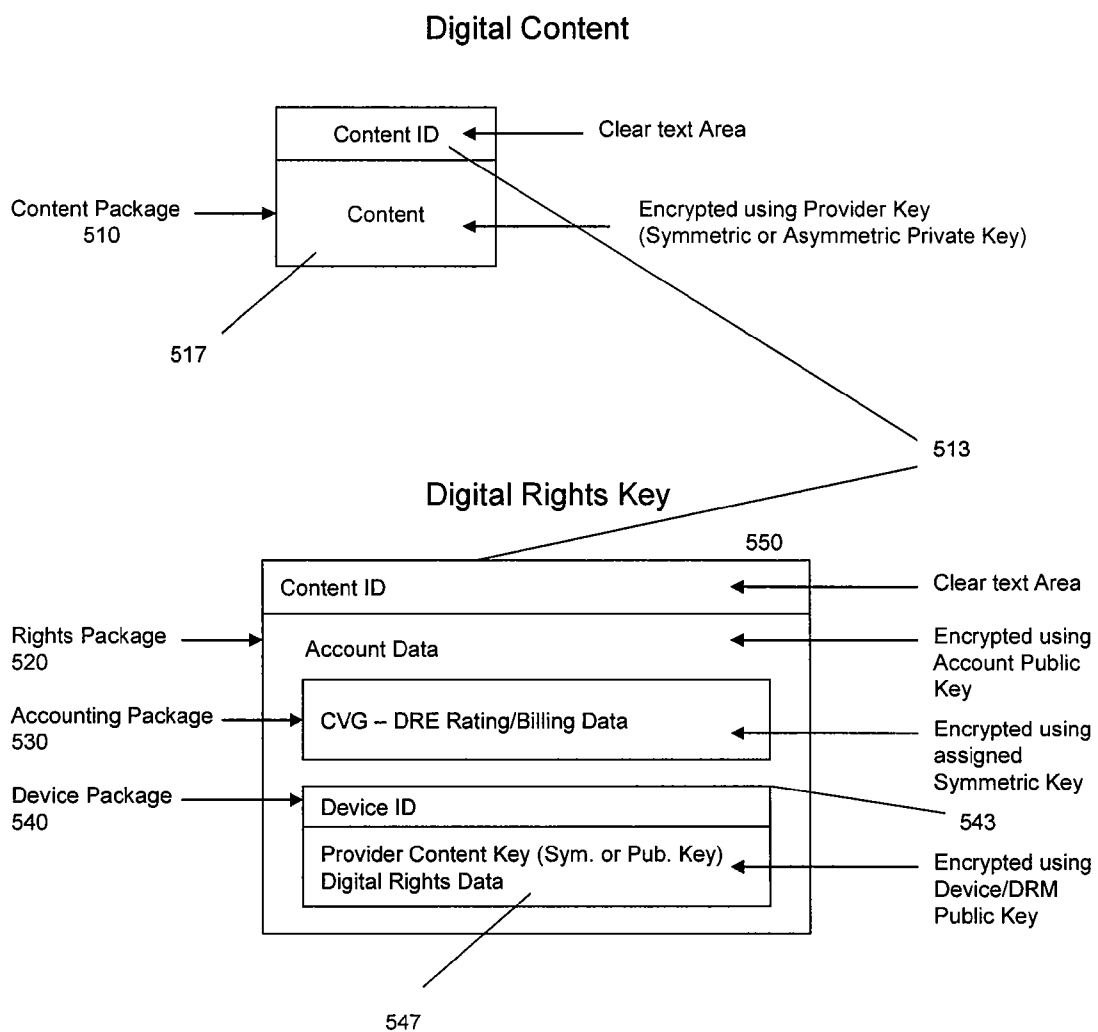 Digital Content
Content ID
Clear text Area
Content Package
510
Content
Encrypted using Provider Key
(Symmetric or Asymmetric Private Key)
517
513
Digital Rights Key
550
Content ID
Clear text Area
Rights Package
520
Account Data
Encrypted using
Account Public
Key
Accounting Package
530
CVG – DRE Rating/Billing Data
Encrypted using
assigned
Symmetric Key
Device Package
540
Device ID
543
Provider Content Key (Sym. or Pub. Key)
Digital Rights Data
Encrypted using
Device/DRM
Public Key
547